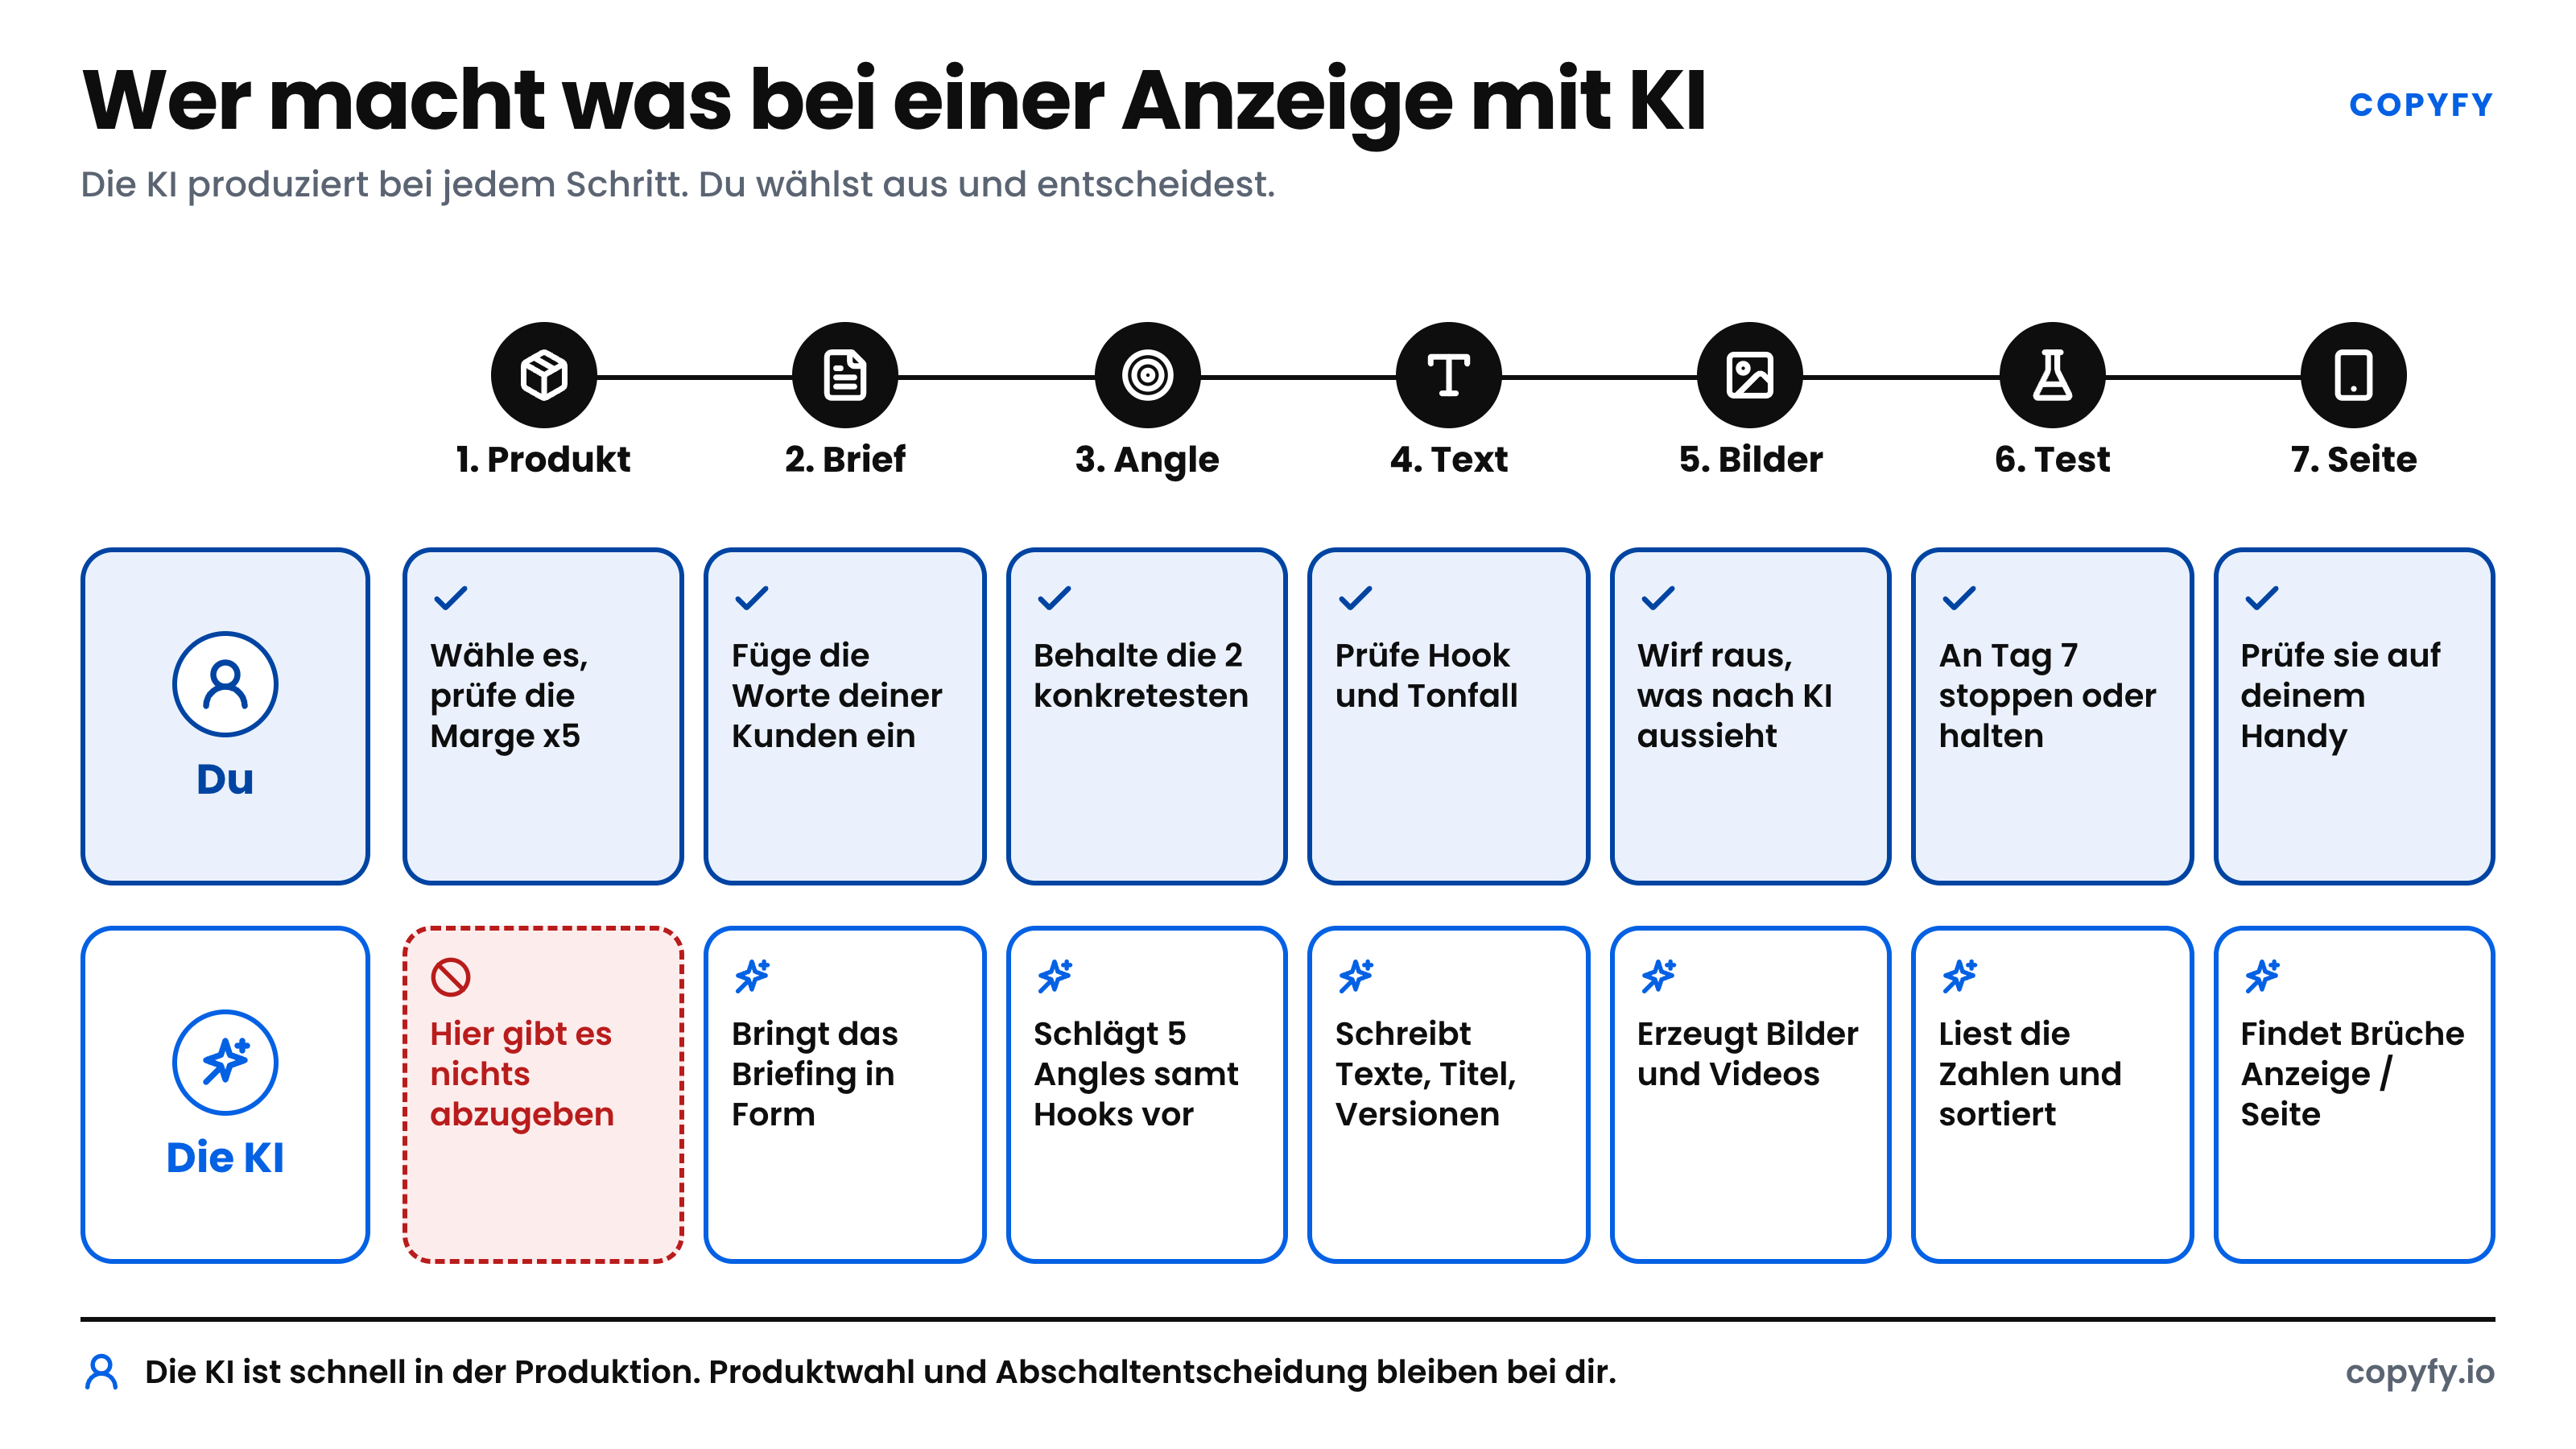 Wer macht was bei einer Anzeige mit KI
COPYFY
Die KI produziert bei jedem Schritt. Du wählst aus und entscheidest.
1. Produkt
2. Brief
3. Angle
4. Text
5. Bilder
6. Test
7. Seite
Du
Wähle es,
prüfe die
Marge x5
Füge die
Worte deiner
Kunden ein
Behalte die 2
konkretesten
Prüfe Hook
und Tonfall
Wirf raus,
was nach KI
aussieht
An Tag 7
stoppen oder
halten
Prüfe sie auf
deinem
Handy
Die KI
Hier gibt es
nichts
abzugeben
Bringt das
Briefing in
Form
Schlägt 5
Angles samt
Hooks vor
Schreibt
Texte, Titel,
Versionen
Erzeugt Bilder
und Videos
Liest die
Zahlen und
sortiert
Findet Brüche
Anzeige /
Seite
Die KI ist schnell in der Produktion. Produktwahl und Abschaltentscheidung bleiben bei dir.
copyfy.io